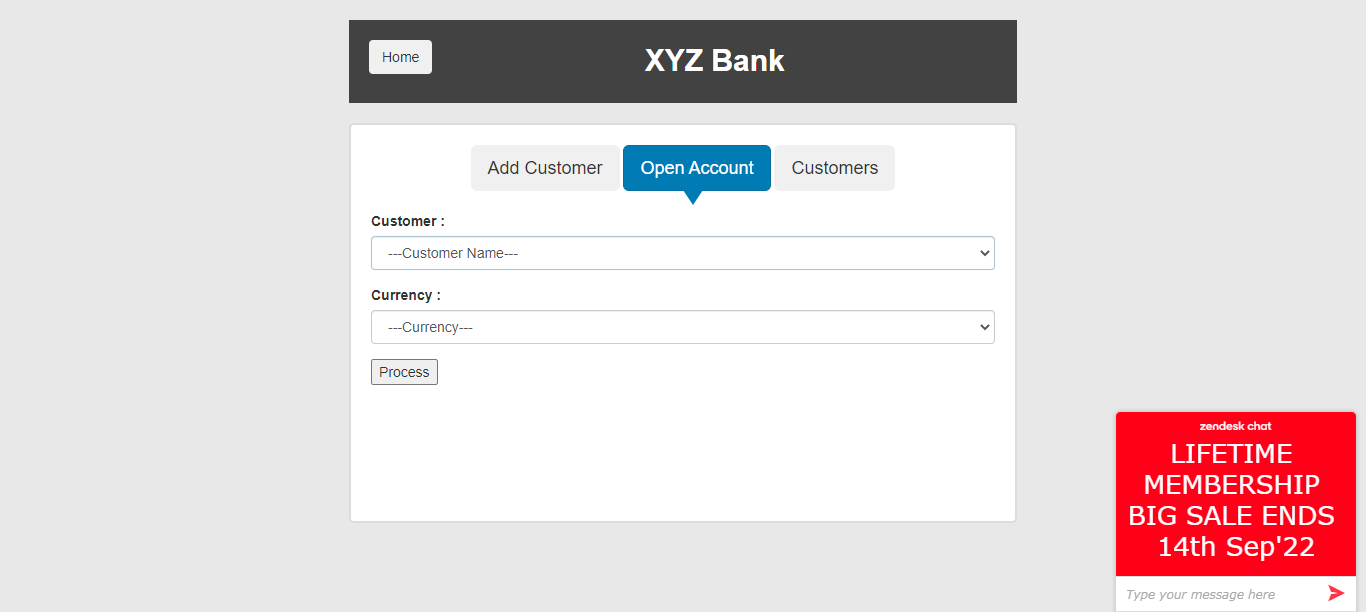 Home
XYZ Bank
Add Customer
Open Account
Customers
Customer :
---Customer Name---
Currency :
---Currency---
Process
zendesk chat
LIFETIME
MEMBERSHIP
BIG SALE ENDS
14th Sep'22
Type your message here